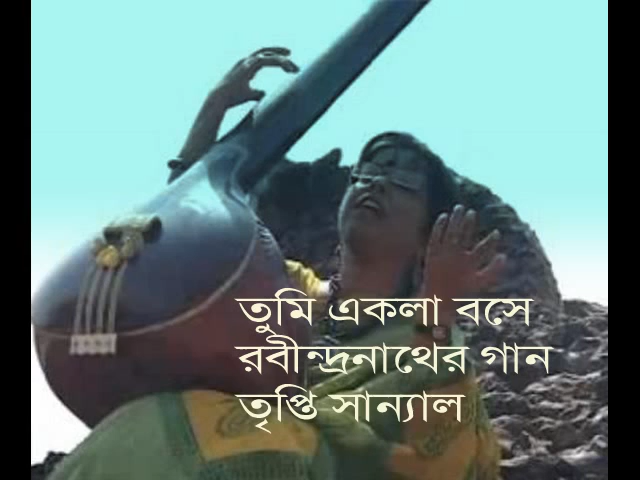 তুমি একলা বসে
রবীন্দ্রনাথের গান
তৃপ্তি সান্যাল